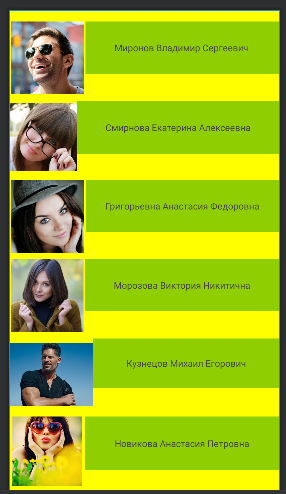 Миронов Владимир Сергеевич
Смирнова Екатерина Алексеевна
Григорьевна Анастасия Федоровна
Морозова Виктория Никитична
Кузнецов Михаил Егорович
Новикова Анастасия Петровна